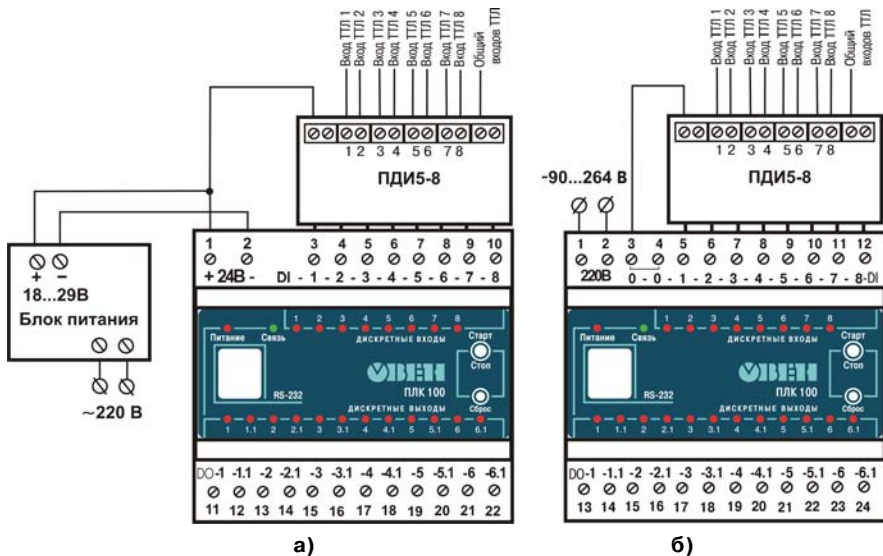 Вход ТТЛ 1
Вход ТТЛ 2
Вход ТТЛ 3
Вход ТТЛ 4
Вход ТТЛ 5
Вход ТТЛ 6
Вход ТТЛ 7
Вход ТТЛ 8
Общий
входов ТТЛ
1 2 3 4 5 6 7 8
ПДИ5-8
1 2 3 4 5 6 7 8 9 10
+ 24В - DI - 1 - 2 - 3 - 4 - 5 - 6 - 7 - 8
+ –
18...29В
Блок питания
~220 В
1 2 3 4 5 6 7 8
Питание Связь
ДИСКРЕТНЫЕ ВХОДЫ
Старт
Стоп
ОВЕН
RS-232
ПЛК 100
ДИСКРЕТНЫЕ ВЫХОДЫ
Сброс
1 1.1 2 2.1 3 3.1 4 4.1 5 5.1 6 6.1
DO-1 -1.1 -2 -2.1 -3 -3.1 -4 -4.1 -5 -5.1 -6 -6.1
11 12 13 14 15 16 17 18 19 20 21 22
а)
Вход ТТЛ 1
Вход ТТЛ 2
Вход ТТЛ 3
Вход ТТЛ 4
Вход ТТЛ 5
Вход ТТЛ 6
Вход ТТЛ 7
Вход ТТЛ 8
Общий
входов ТТЛ
1 2 3 4 5 6 7 8
ПДИ5-8
~90...264 В
1 2 3 4 5 6 7 8 9 10 11 12
220В 0 - 0 - 1 - 2 - 3 - 4 - 5 - 6 - 7 - 8-DI
1 2 3 4 5 6 7 8
Питание Связь
ДИСКРЕТНЫЕ ВХОДЫ
Старт
Стоп
ОВЕН
RS-232
ПЛК 100
ДИСКРЕТНЫЕ ВЫХОДЫ
Сброс
1 1.1 2 2.1 3 3.1 4 4.1 5 5.1 6 6.1
DO-1 -1.1 -2 -2.1 -3 -3.1 -4 -4.1 -5 -5.1 -6 -6.1
13 14 15 16 17 18 19 20 21 22 23 24
б)